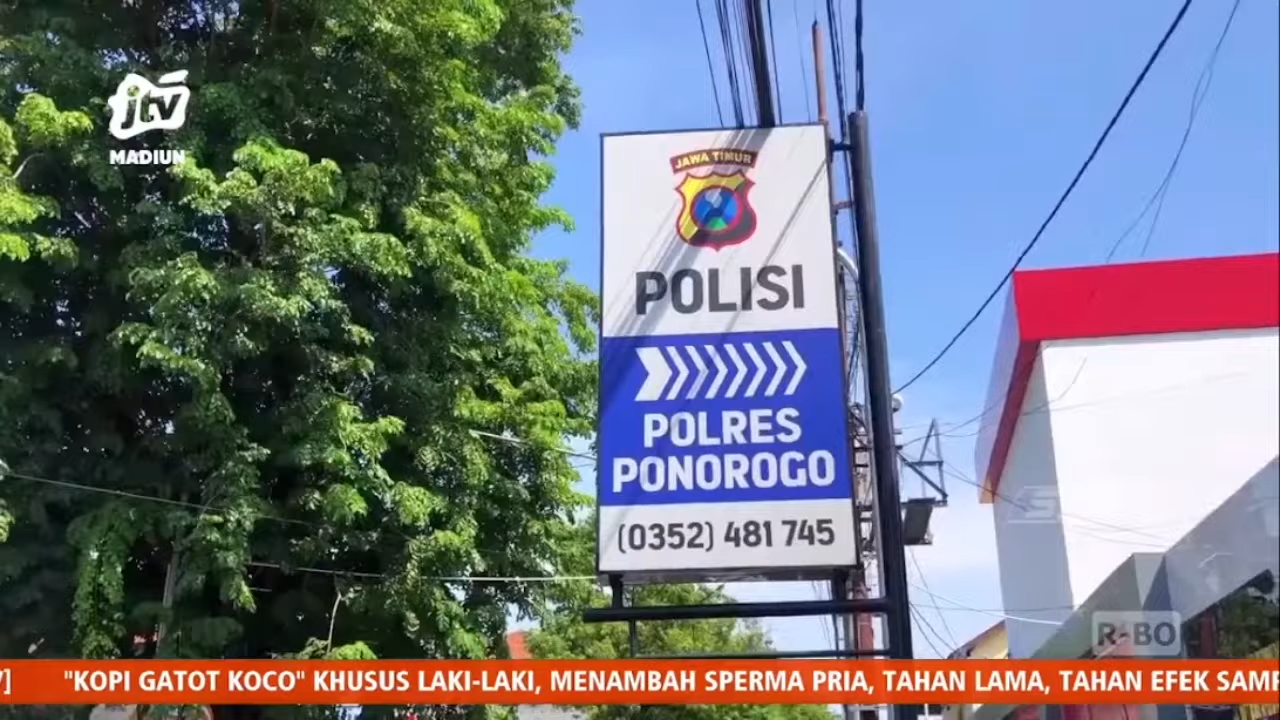 jtv
MADIUN
JAWA TIMUR
POLISI
POLRES
PONOROGO
(0352) 481 745
R-BO
"KOPI GATOT KOCO" KHUSUS LAKI-LAKI, MENAMBAH SPERMA PRIA, TAHAN LAMA, TAHAN EFEK